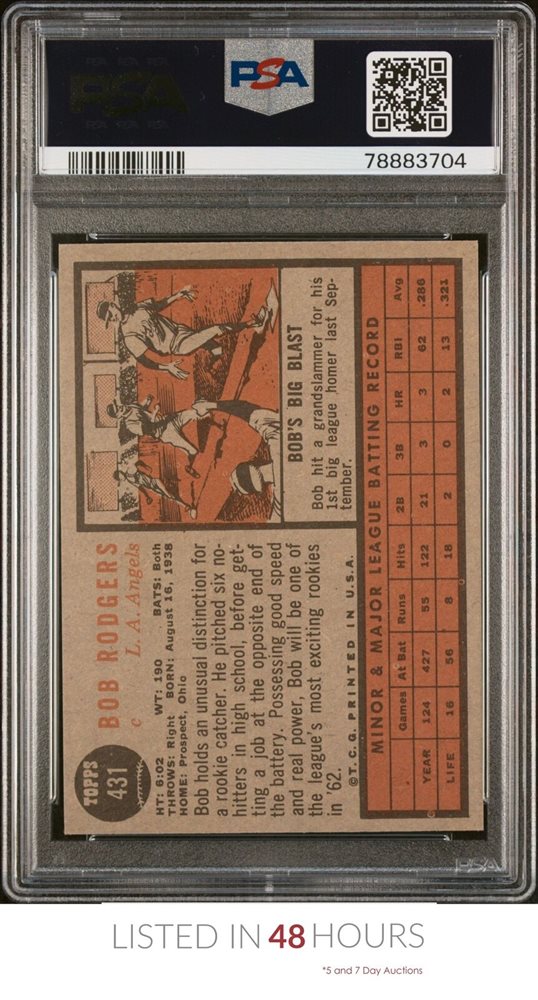 PSA
78883704
TOPPS
431
BOB RODGERS
c L. A. Angels
HT: 6:02 WT: 190 BATS: Both
THROWS: Right BORN: August 16, 1938
HOME: Prospect, Ohio
Bob holds an unusual distinction for
a rookie catcher. He pitched six no-
hitters in high school, before get-
ting a job at the opposite end of
the battery. Possessing good speed
and real power, Bob will be one of
the league's most exciting rookies
in '62.
©T. C. G. PRINTED IN U.S.A.
BOB'S BIG BLAST
Bob hit a grandslammer for his
1st big league homer last Sep-
tember.
MINOR & MAJOR LEAGUE BATTING RECORD
Games At Bat Runs Hits 2B 3B HR RBI Avg
YEAR 124 427 55 122 21 3 3 62 .286
LIFE 16 56 8 18 2 0 2 13 .321
PSA
LISTED IN 48 HOURS
*5 and 7 Day Auctions